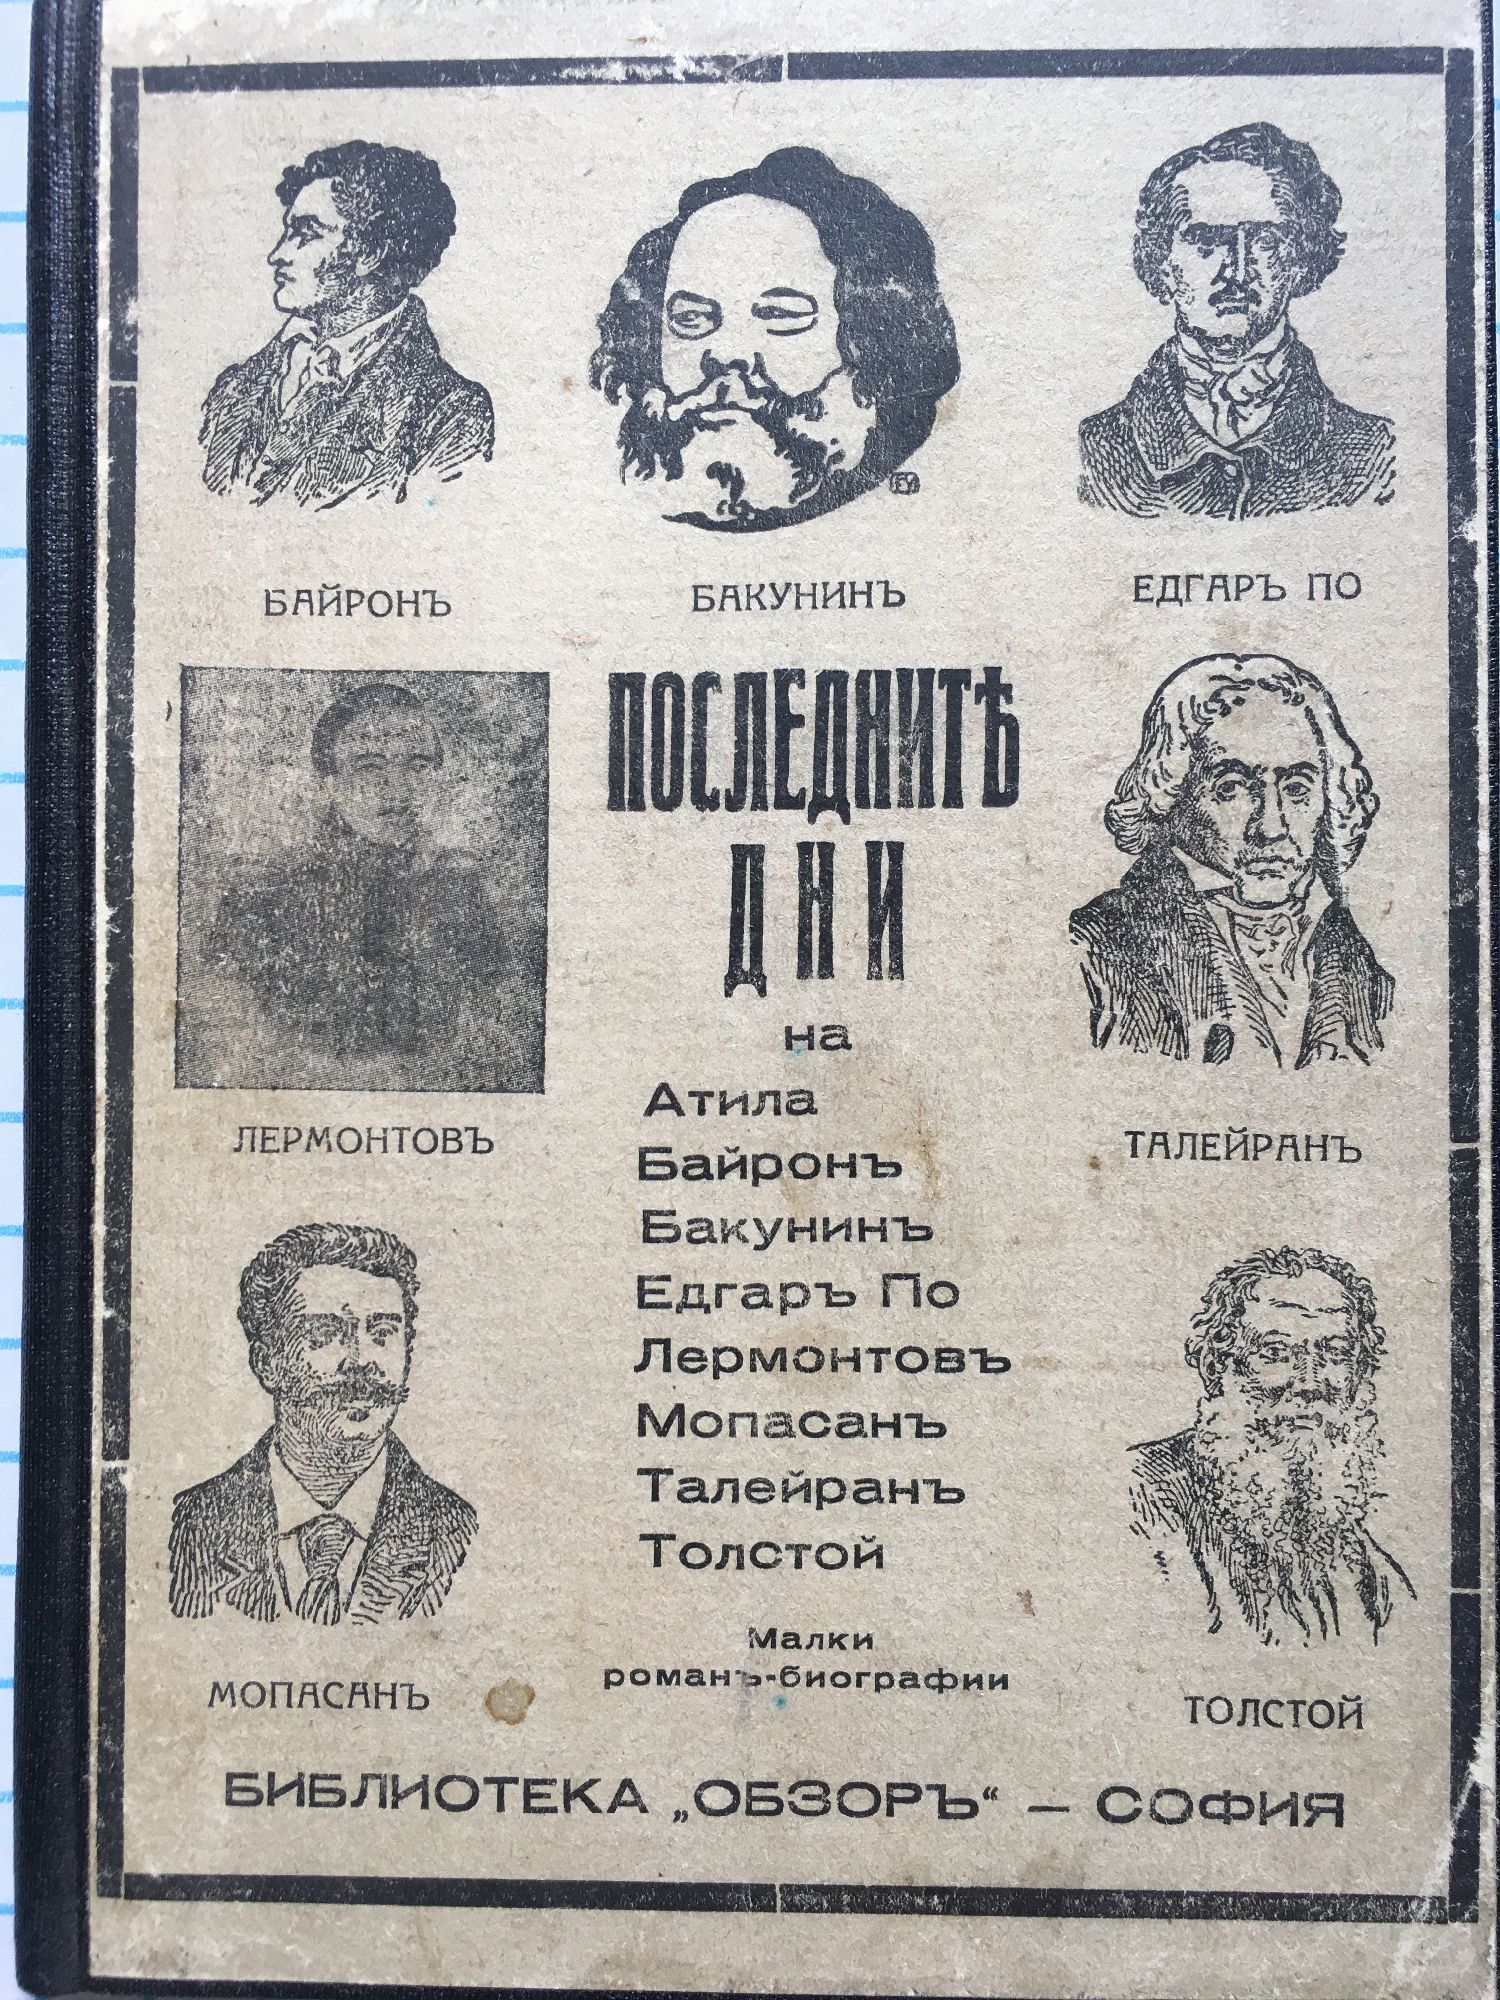 БАЙРОНЪ
БАКУНИНЪ
ЕДГАРЪ ПО
ПОСЛЕДНИТѢ
ДНИ
на
Атила
Байронъ
Бакунинъ
Едгаръ По
Лермонтовъ
Мопасанъ
Талейранъ
Толстой
ЛЕРМОНТОВЪ
ТАЛЕЙРАНЪ
Малки
романъ-биографии
МОПАСАНЪ
ТОЛСТОЙ
БИБЛИОТЕКА „ОБЗОРЪ“ – СОФИЯ